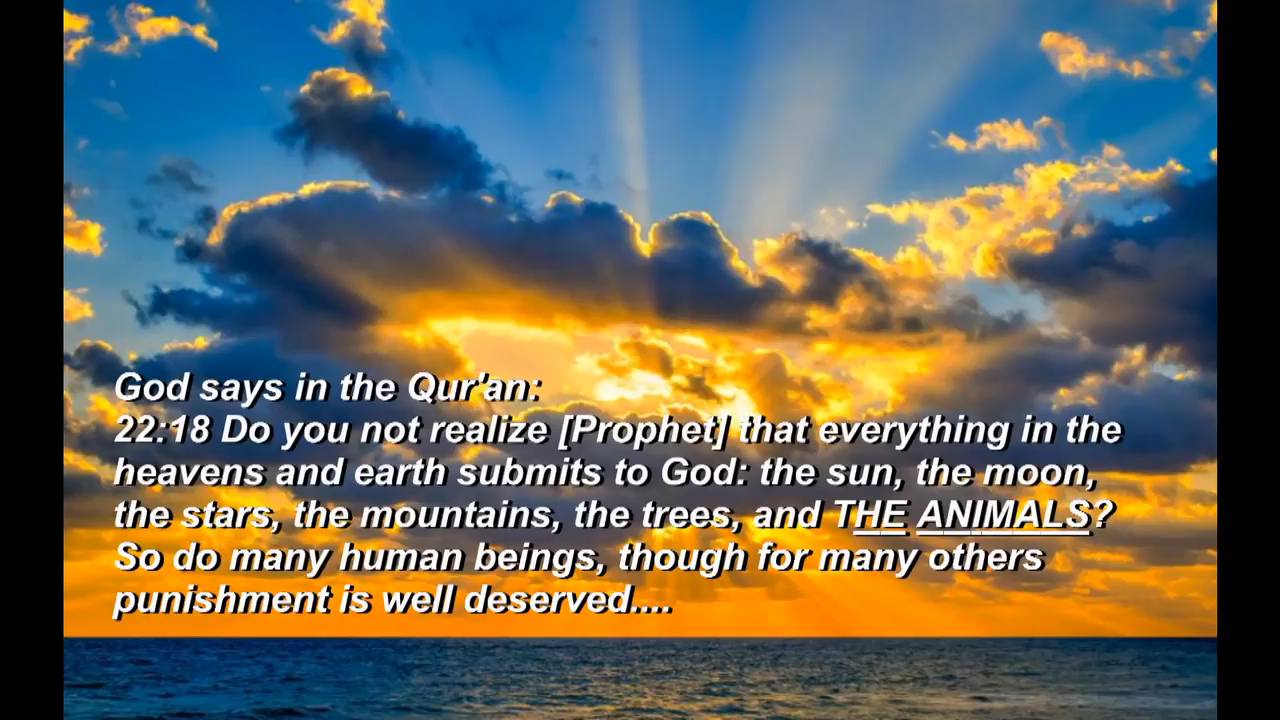 God says in the Qur'an:
22:18 Do you not realize [Prophet] that everything in the
heavens and earth submits to God: the sun, the moon,
the stars, the mountains, the trees, and THE ANIMALS?
So do many human beings, though for many others
punishment is well deserved....